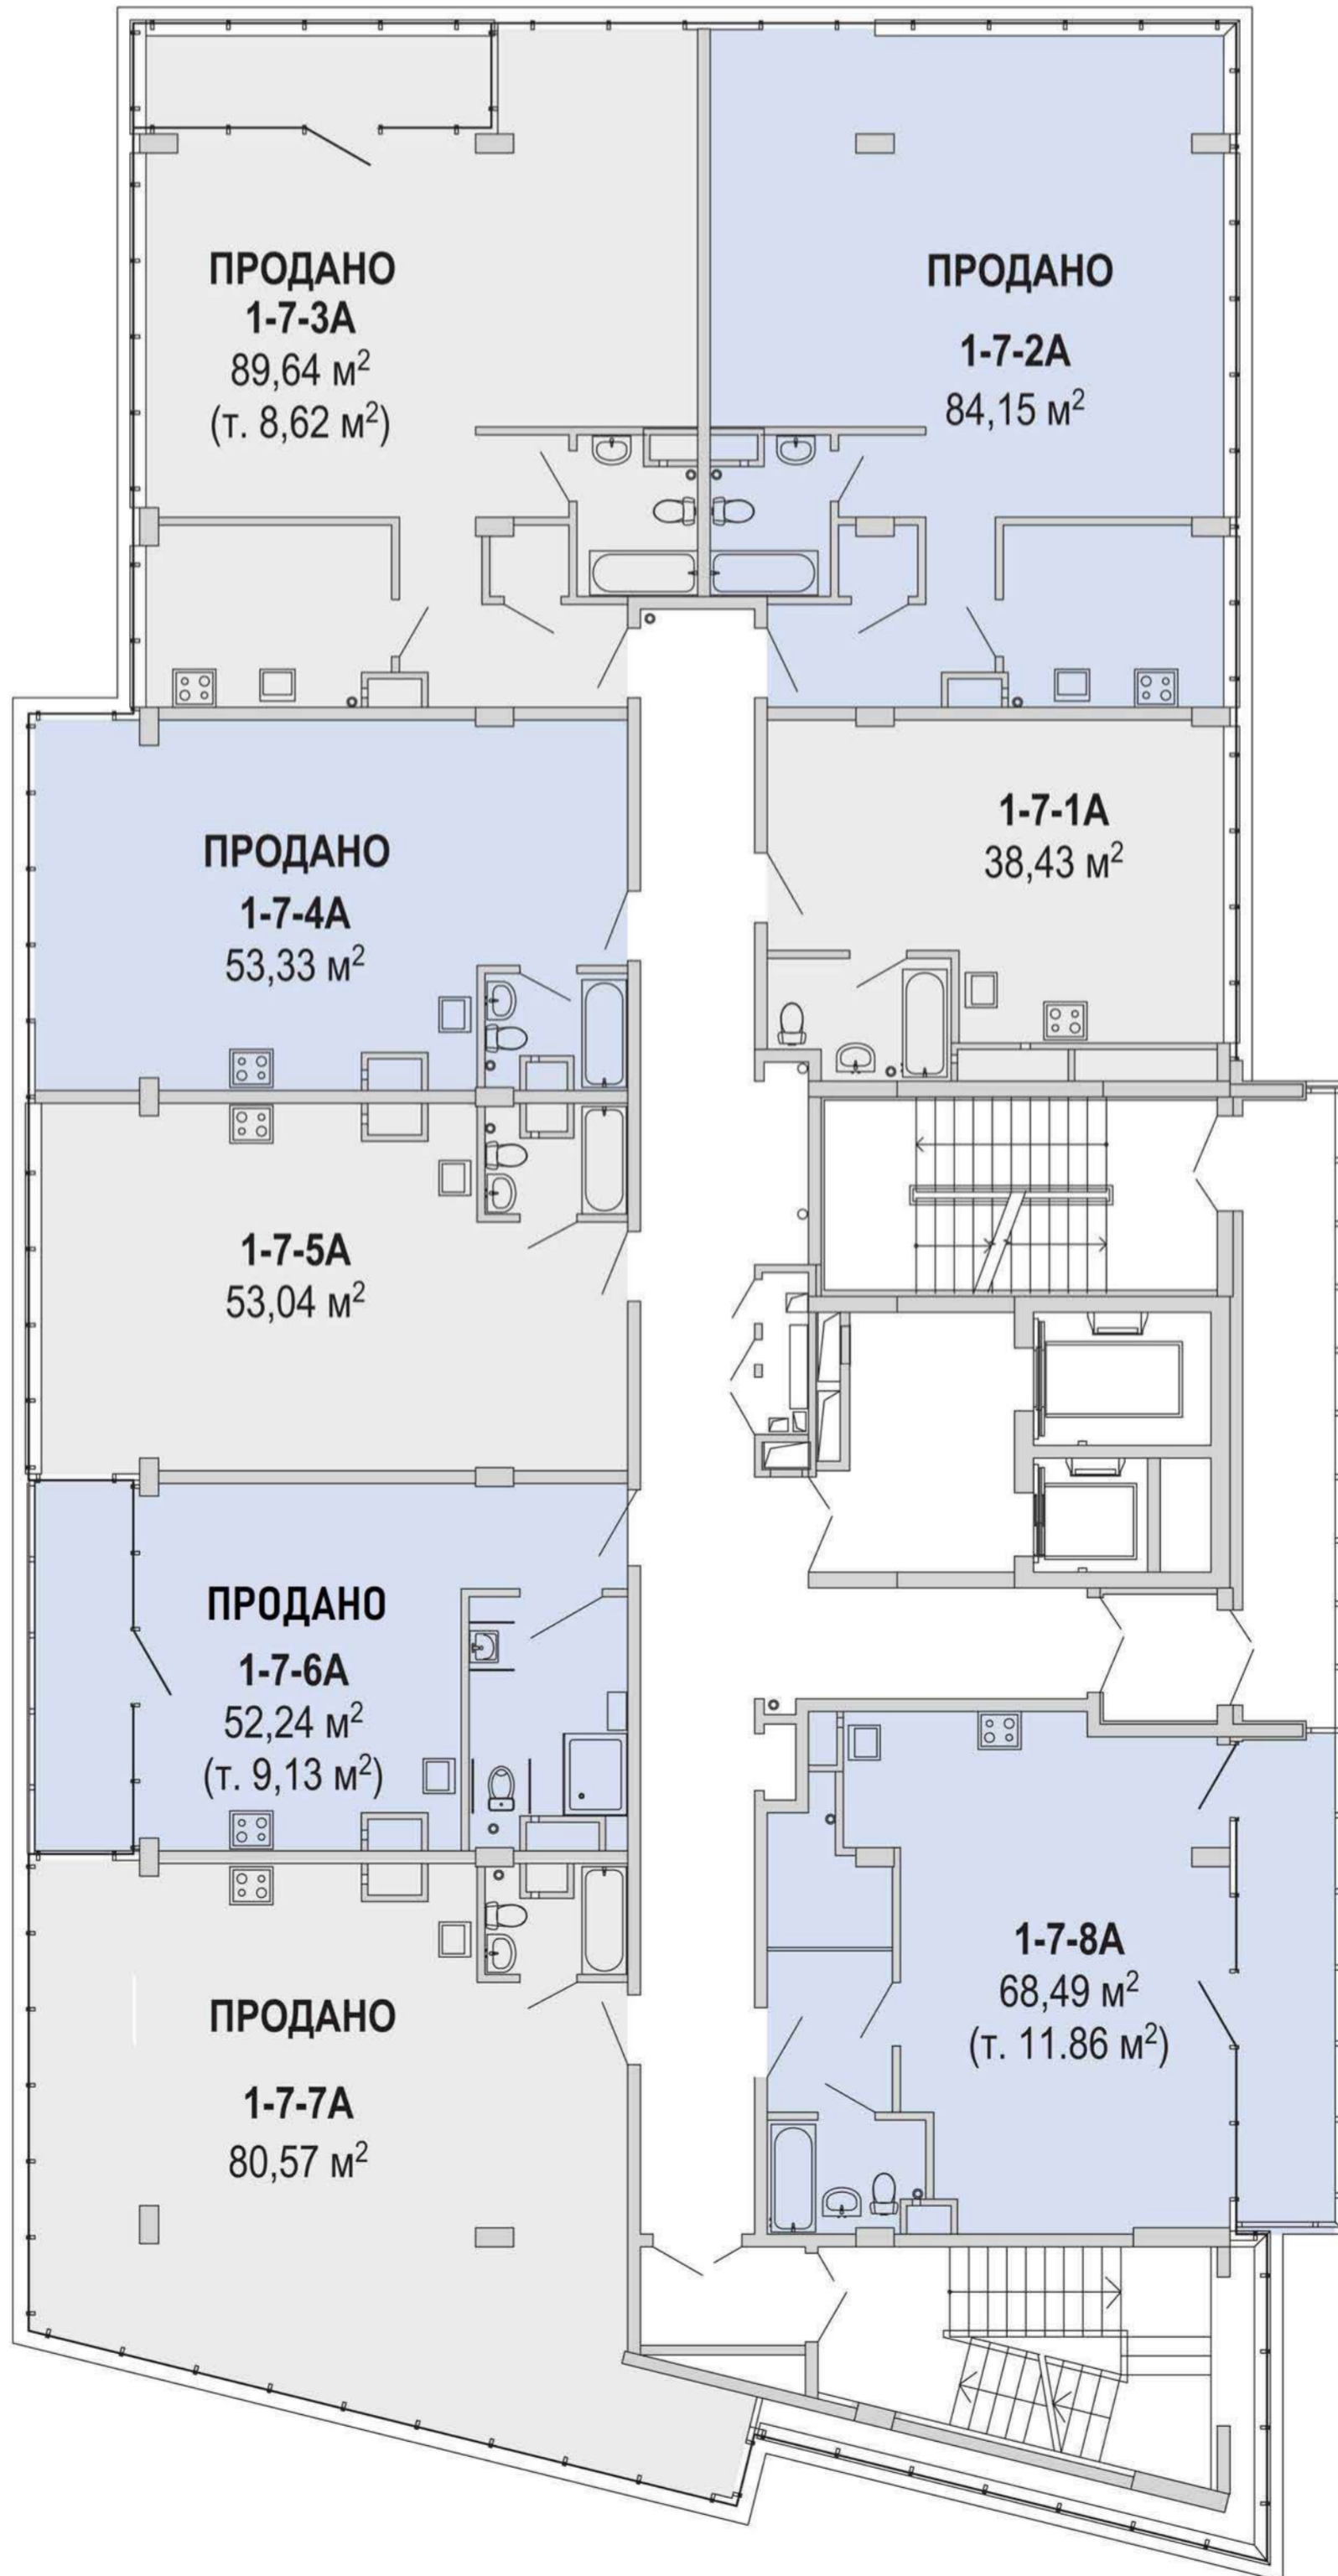 ПРОДАНО
1-7-3А
89,64 м²
(т. 8,62 м²)
ПРОДАНО
1-7-2А
84,15 м²
ПРОДАНО
1-7-4А
53,33 м²
1-7-1А
38,43 м²
1-7-5А
53,04 м²
ПРОДАНО
1-7-6А
52,24 м²
(т. 9,13 м²)
ПРОДАНО
1-7-7А
80,57 м²
1-7-8А
68,49 м²
(т. 11.86 м²)